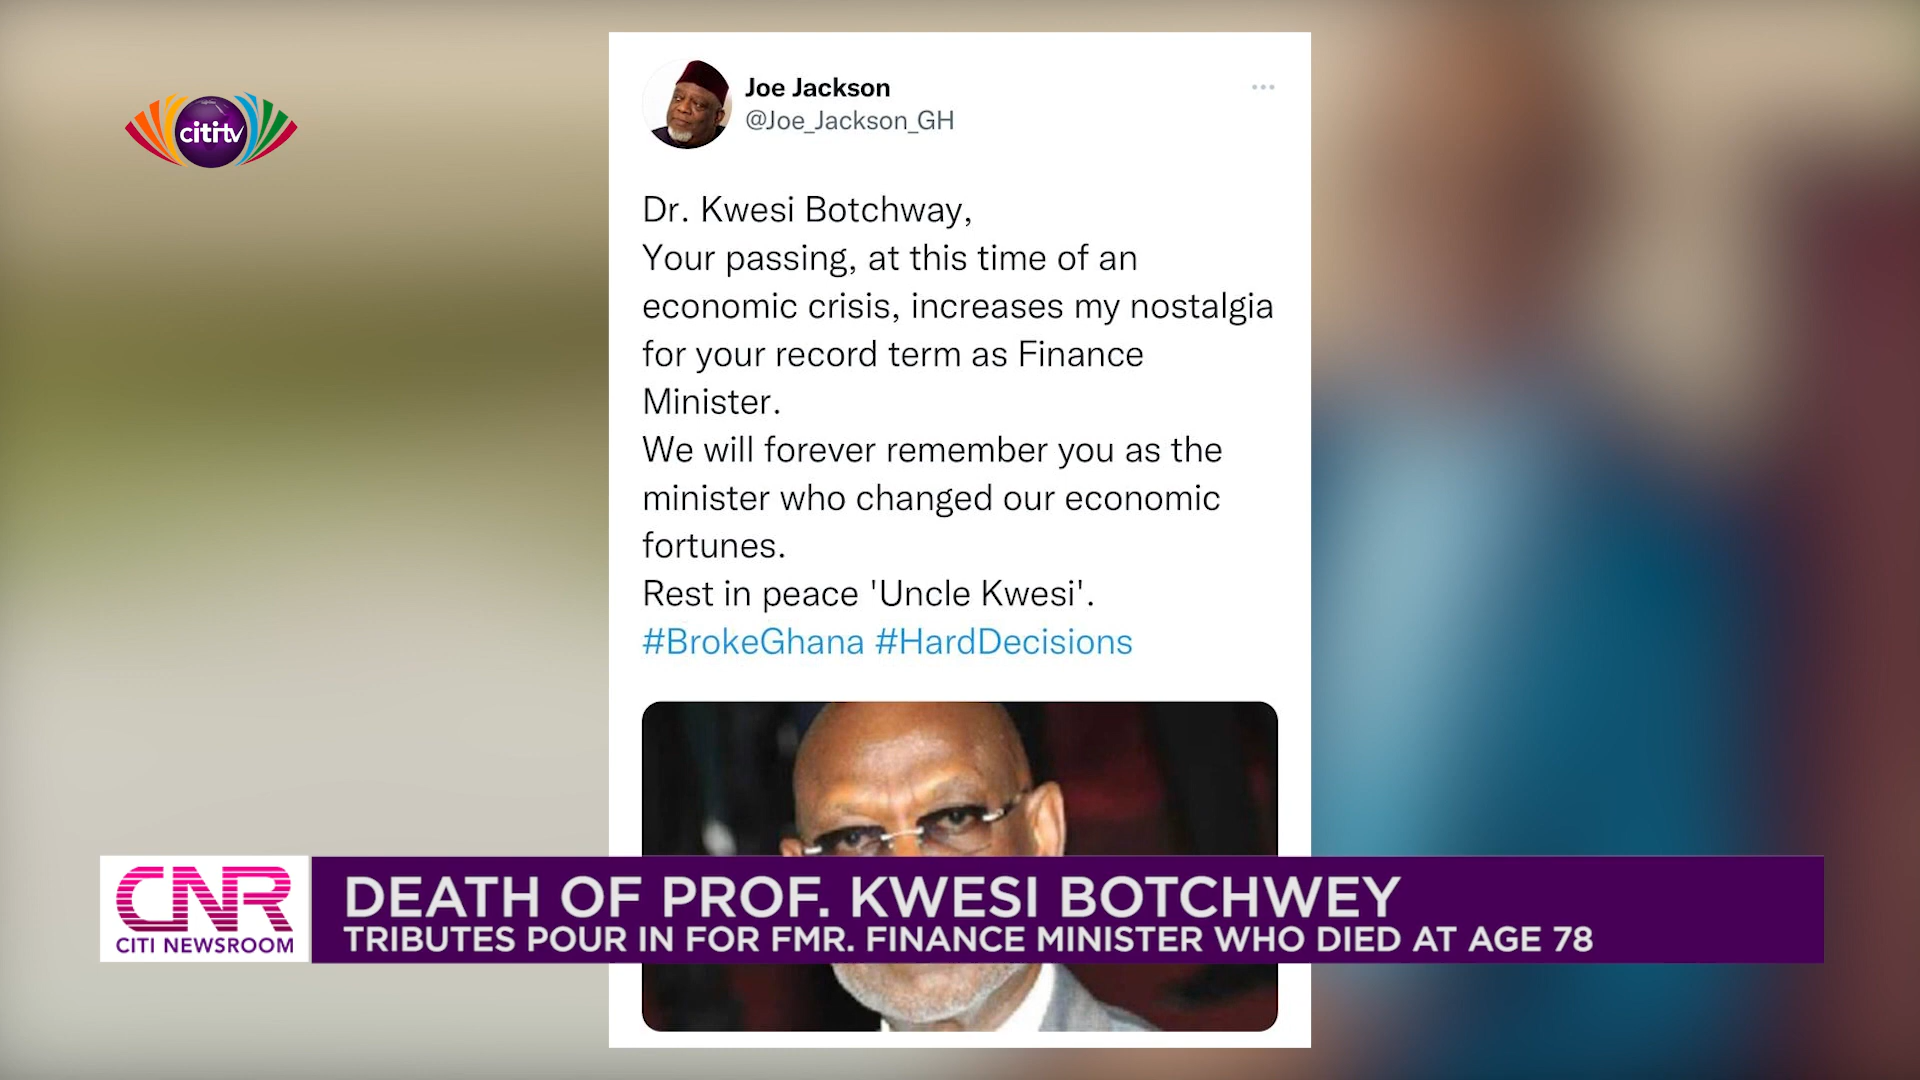 cititv
Joe Jackson
@Joe_Jackson_GH
Dr. Kwesi Botchway,
Your passing, at this time of an
economic crisis, increases my nostalgia
for your record term as Finance
Minister.
We will forever remember you as the
minister who changed our economic
fortunes.
Rest in peace 'Uncle Kwesi'.
#BrokeGhana #HardDecisions
CNR
CITI NEWSROOM
DEATH OF PROF. KWESI BOTCHWEY
TRIBUTES POUR IN FOR FMR. FINANCE MINISTER WHO DIED AT AGE 78